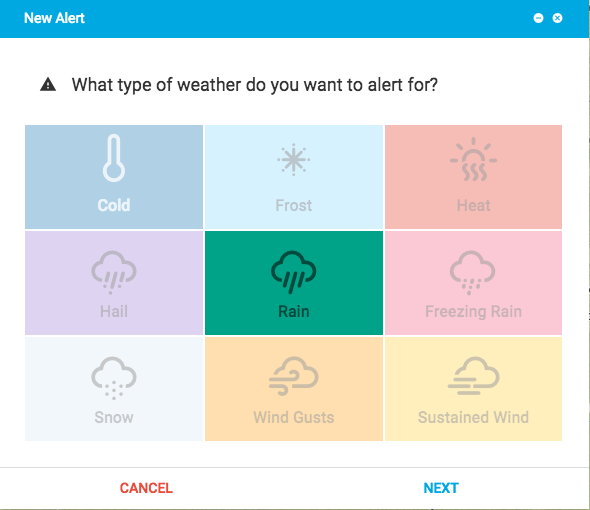 New Alert
What type of weather do you want to alert for?
Cold
Frost
Heat
Hail
Rain
Freezing Rain
Snow
Wind Gusts
Sustained Wind
CANCEL
NEXT